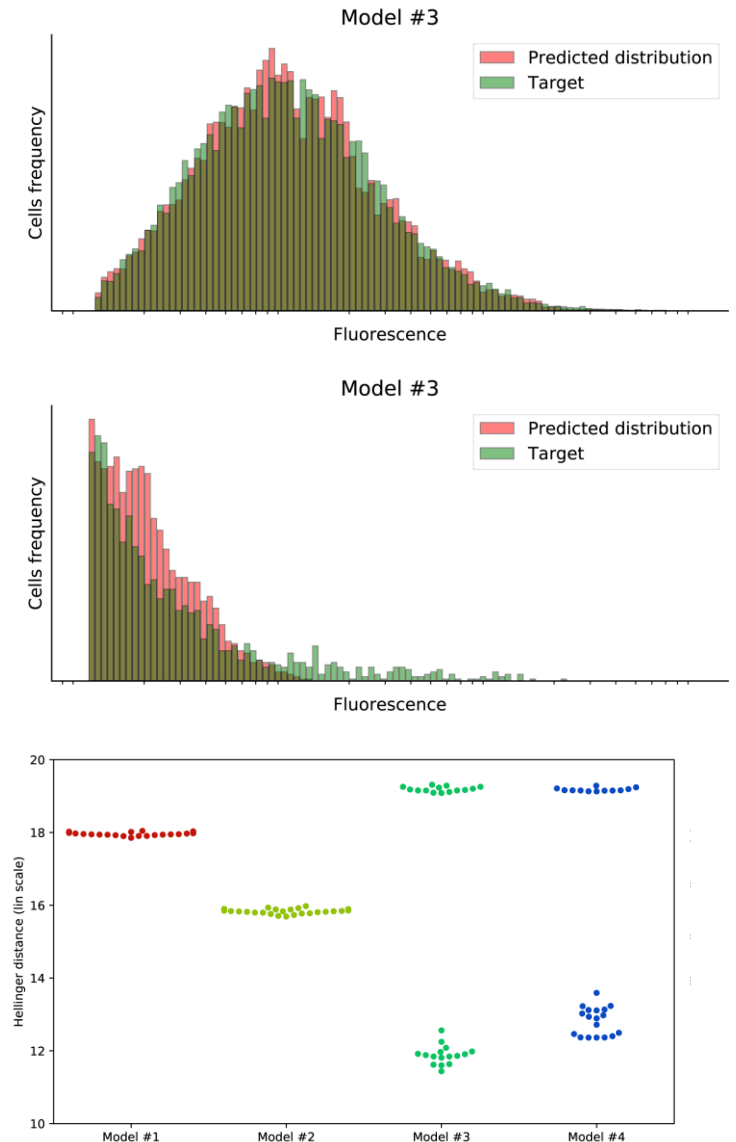 Model #3
Predicted distribution
Target
Cells frequency
Fluorescence
Model #3
Predicted distribution
Target
Cells frequency
Fluorescence
20
18
16
14
12
10
Hellinger distance (lin scale)
Model #1 Model #2 Model #3 Model #4